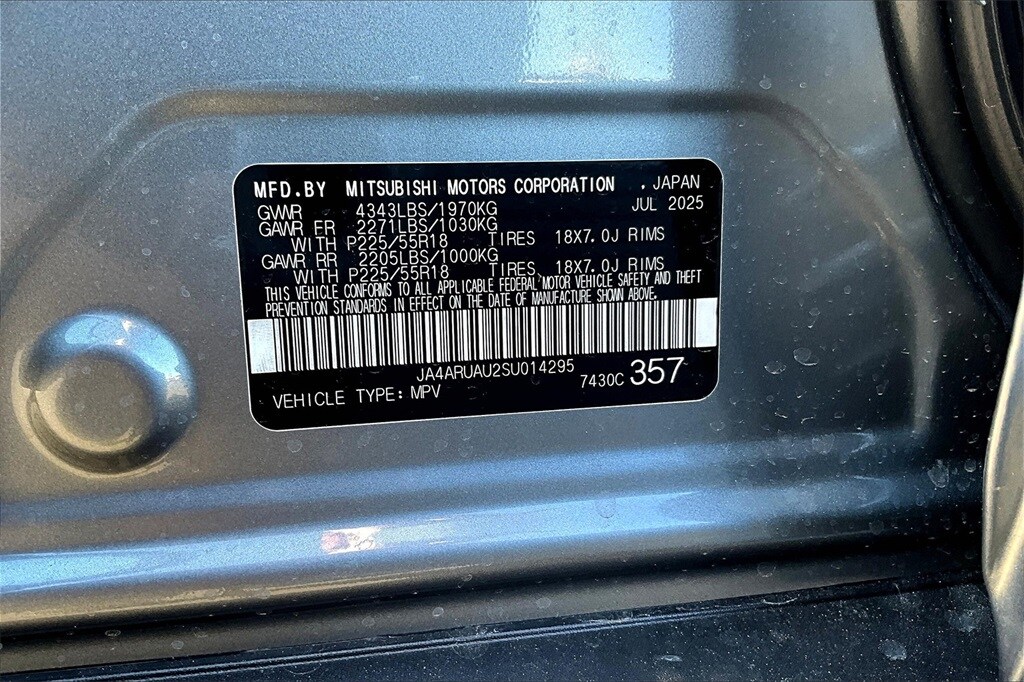 MFD.BY MITSUBISHI MOTORS CORPORATION . JAPAN
GVWR 4343LBS/1970KG JUL 2025
GAWR FR 2271LBS/1030KG
WITH P225/55R18 TIRES 18X7.0J RIMS
GAWR RR 2205LBS/1000KG
WITH P225/55R18 TIRES, 18X7.0J RIMS
THIS VEHICLE CONFORMS TO ALL APPLICABLE FEDERAL MOTOR VEHICLE SAFETY AND THEFT
PREVENTION STANDARDS IN EFFECT ON THE DATE OF MANUFACTURE SHOWN ABOVE.
JA4ARUAU2SU014295
VEHICLE TYPE: MPV 7430C 357